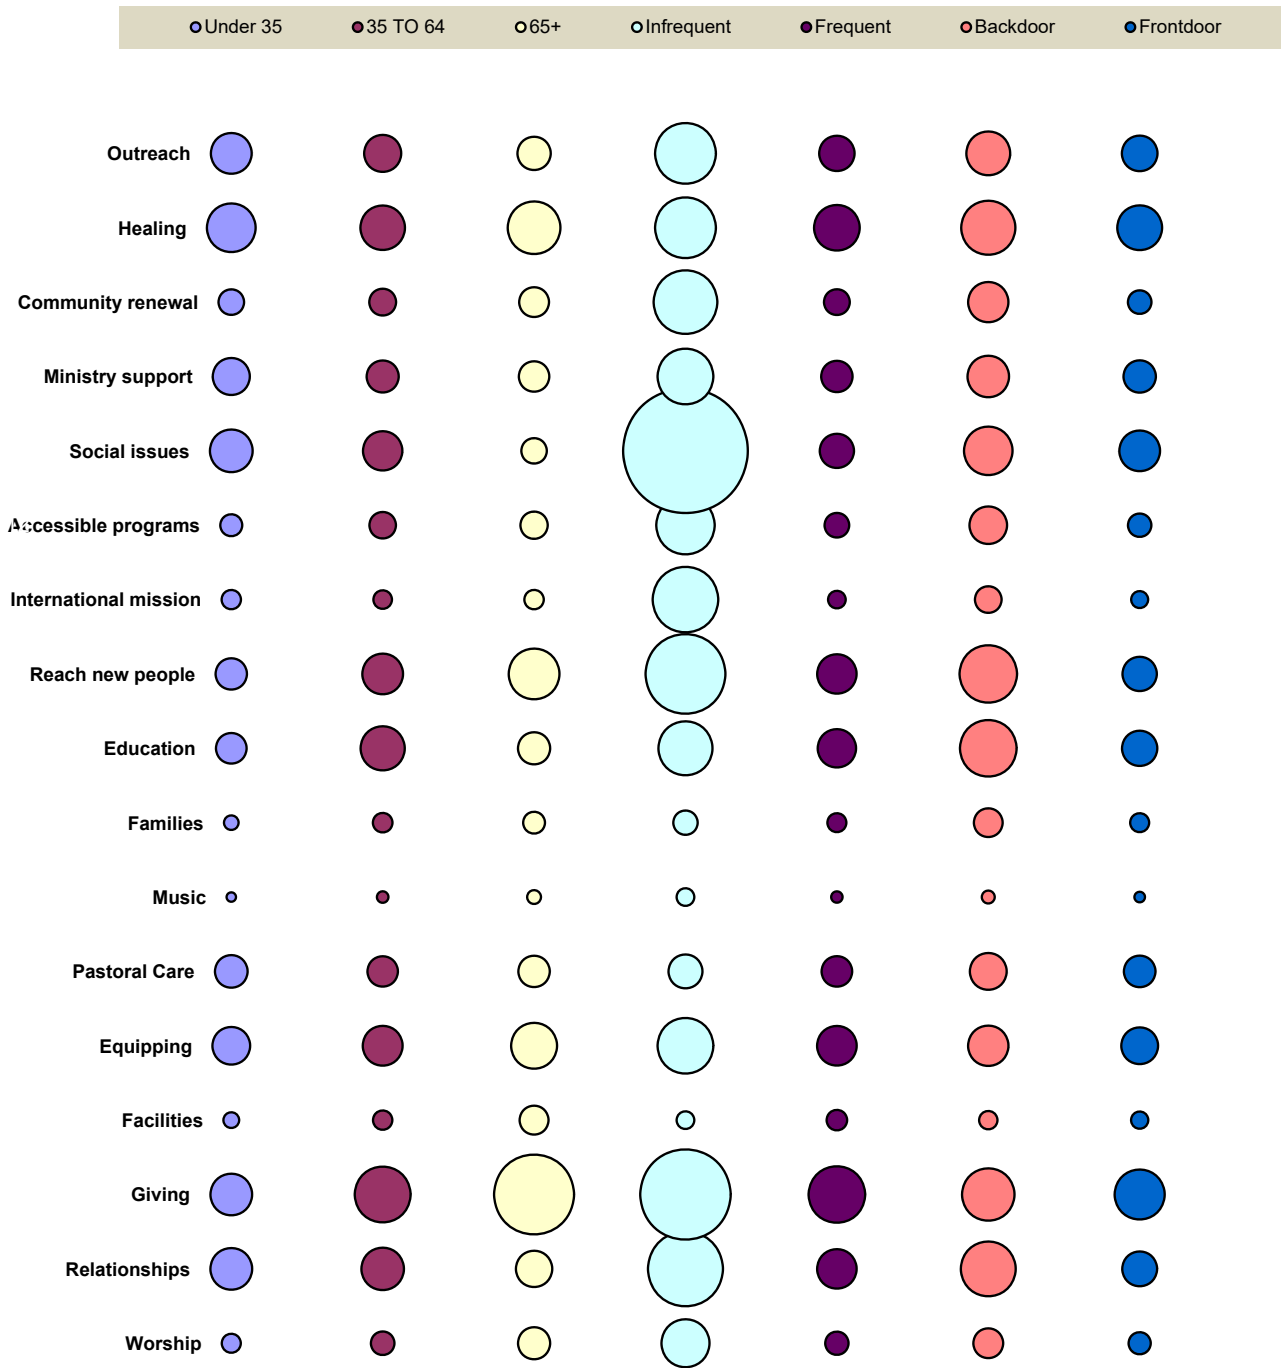 Under 35 35 TO 64 65+ Infrequent Frequent Backdoor Frontdoor
Outreach
Healing
Community renewal
Ministry support
Social issues
Accessible programs
International mission
Reach new people
Education
Families
Music
Pastoral Care
Equipping
Facilities
Giving
Relationships
Worship